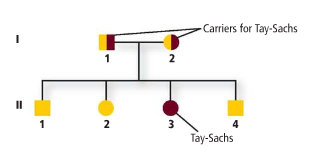 Carriers for Tay-Sachs
I
1 2
II
1 2 3 4
Tay-Sachs